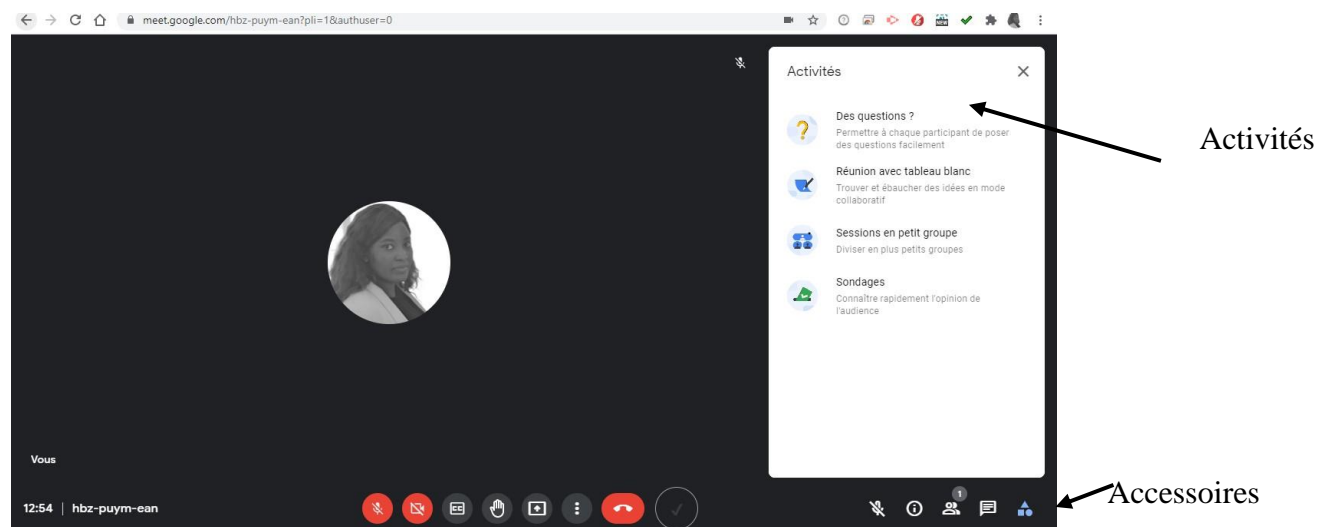 meet.google.com/hbz-puym-ean?pli=1&authuser=0
NEW
Activités
Des questions ?
Permettre à chaque participant de poser
des questions facilement
Réunion avec tableau blanc
Trouver et ébaucher des idées en mode
collaboratif
Sessions en petit groupe
Diviser en plus petits groupes
Sondages
Connaître rapidement l'opinion de
l'audience
Activités
Vous
12:54 | hbz-puym-ean
CC
1
Accessoires